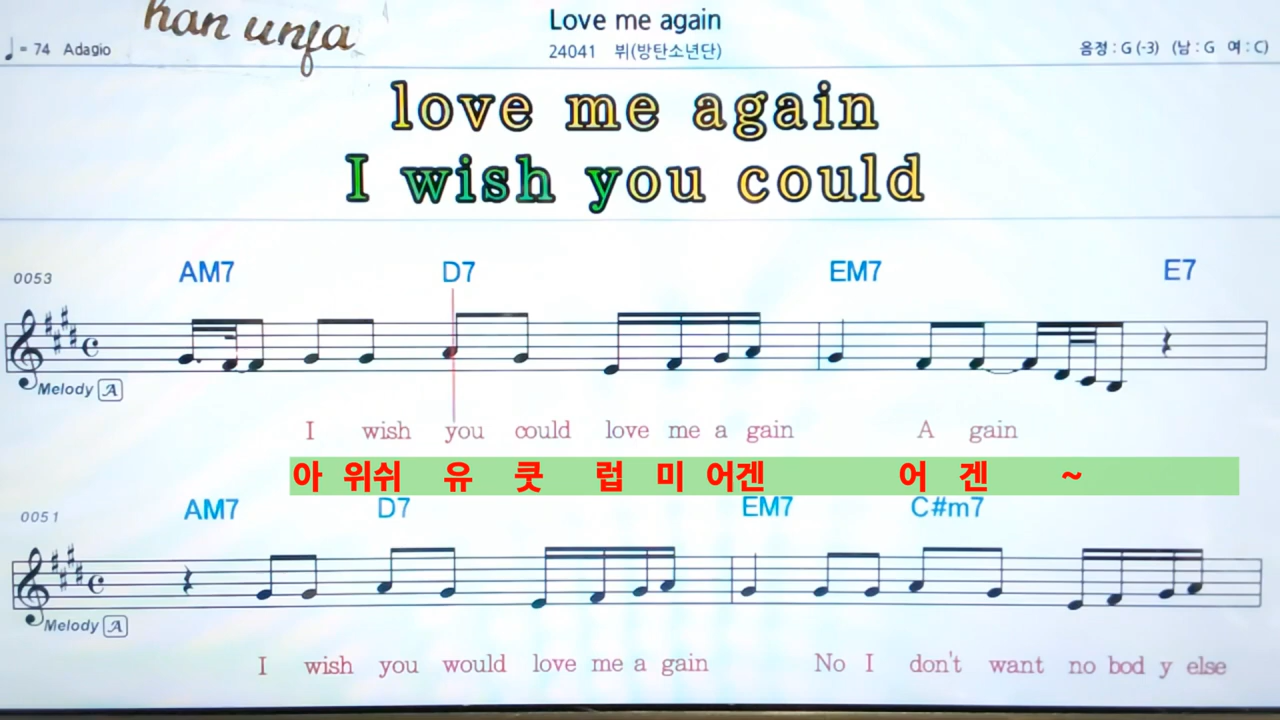 han unfa
Love me again
♩= 74 Adagio
24041 뷔(방탄소년단)
음정 : G (-3) (남 : G 여 : C)
love me again
I wish you could
0053
AM7 D7 EM7 E7
Melody A
I wish you could love me a gain A gain
아 위쉬 유 쿳 럽 미 어겐 어 겐 ~
0051
AM7 D7 EM7 C#m7
Melody A
I wish you would love me a gain No I don't want no bod y else